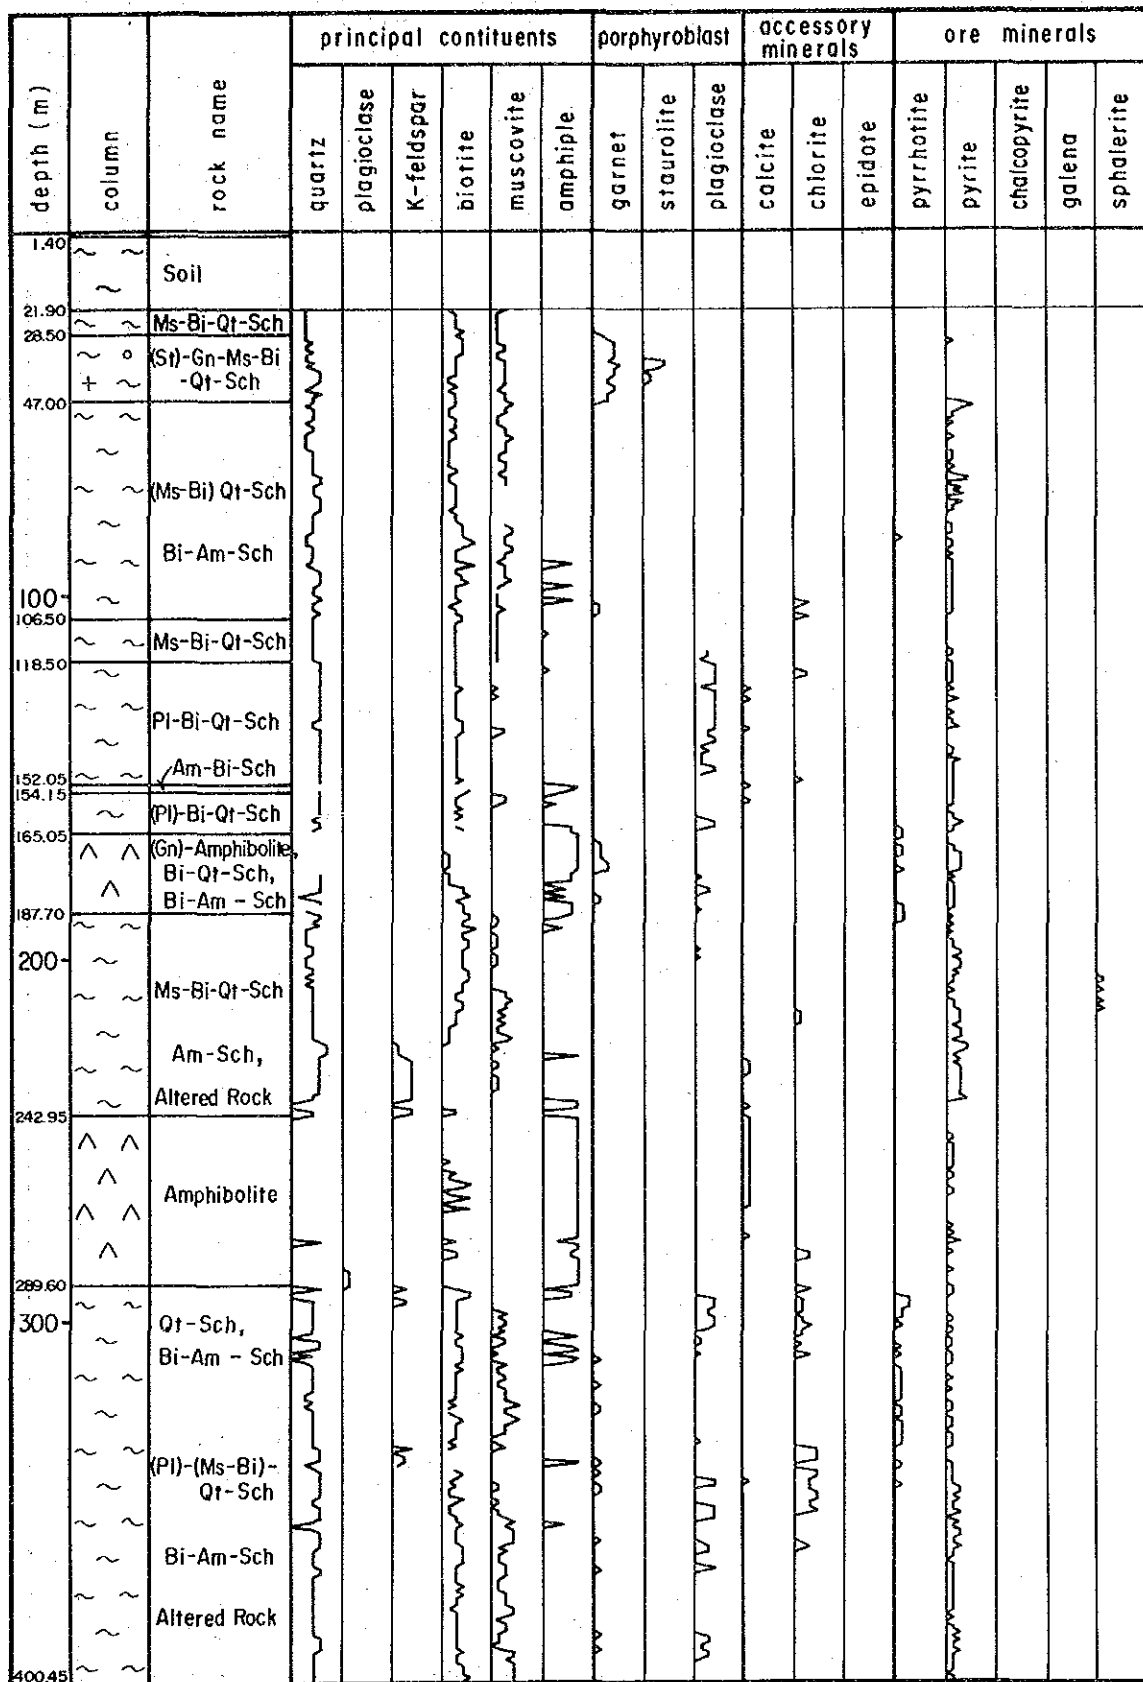 principal contituents porphyroblast accessory minerals ore minerals
depth (m)
column
rock name
quartz
plagioclase
K-feldspar
biotite
muscovite
amphiple
garnet
staurolite
plagioclase
calcite
chlorite
epidote
pyrrhotite
pyrite
chalcopyrite
galena
sphalerite
1.40
Soil
21.90
Ms-Bi-Qt-Sch
28.50
(St)-Gn-Ms-Bi
-Qt-Sch
47.00
(Ms-Bi) Qt-Sch
Bi-Am-Sch
100
106.50
Ms-Bi-Qt-Sch
118.50
Pl-Bi-Qt-Sch
Am-Bi-Sch
152.05
154.15
(Pl)-Bi-Qt-Sch
165.05
(Gn)-Amphibolite,
Bi-Qt-Sch,
Bi-Am-Sch
187.70
200
Ms-Bi-Qt-Sch
Am-Sch,
Altered Rock
242.95
Amphibolite
289.60
300
Qt-Sch,
Bi-Am-Sch
(Pl)-(Ms-Bi)-
Qt-Sch
Bi-Am-Sch
Altered Rock
400.45